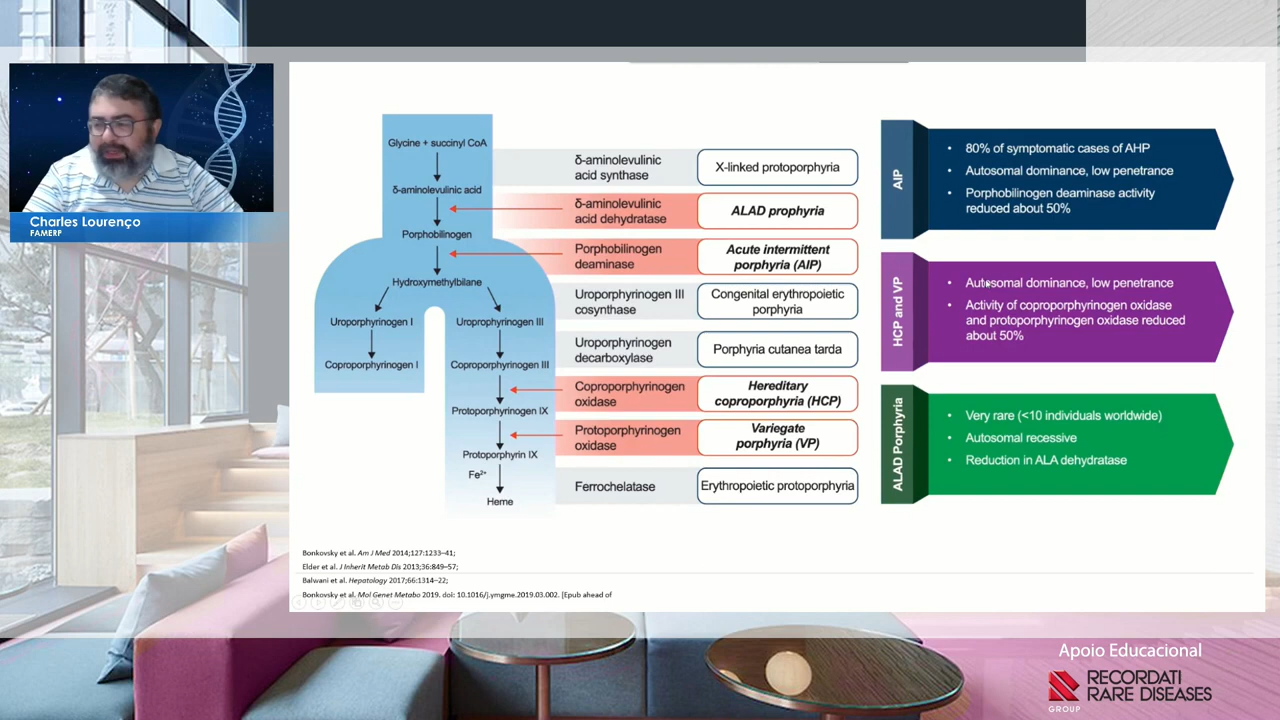 Charles Lourenço
FAMERP
Glycine + succinyl CoA
δ-aminolevulinic acid
Porphobilinogen
Hydroxymethylbilane
Uroporphyrinogen I
Uroprophyrinogen III
Coproporphyrinogen I
Coproporphyrinogen III
Protoporphyrinogen IX
Protoporphyrin IX
Fe²⁺
Heme
δ-aminolevulinic
acid synthase
X-linked protoporphyria
δ-aminolevulinic
acid dehydratase
ALAD prophyria
Porphobilinogen
deaminase
Acute intermittent
porphyria (AIP)
Uroporphyrinogen III
cosynthase
Congenital erythropoietic
porphyria
Uroporphyrinogen
decarboxylase
Porphyria cutanea tarda
Coproporphyrinogen
oxidase
Hereditary
coproporphyria (HCP)
Protoporphyrinogen
oxidase
Variegate
porphyria (VP)
Ferrochelatase
Erythropoietic protoporphyria
AIP
• 80% of symptomatic cases of AHP
• Autosomal dominance, low penetrance
• Porphobilinogen deaminase activity
reduced about 50%
HCP and VP
• Autosomal dominance, low penetrance
• Activity of coproporphyrinogen oxidase
and protoporphyrinogen oxidase reduced
about 50%
ALAD Porphyria
• Very rare (<10 individuals worldwide)
• Autosomal recessive
• Reduction in ALA dehydratase
Bonkovsky et al. Am J Med 2014;127:1233–41;
Elder et al. J Inherit Metab Dis 2013;36:849–57;
Balwani et al. Hepatology 2017;66:1314–22;
Bonkovsky et al. Mol Genet Metabo 2019. doi: 10.1016/j.ymgme.2019.03.002. [Epub ahead of
Apoio Educacional
RECORDATI
RARE DISEASES
GROUP